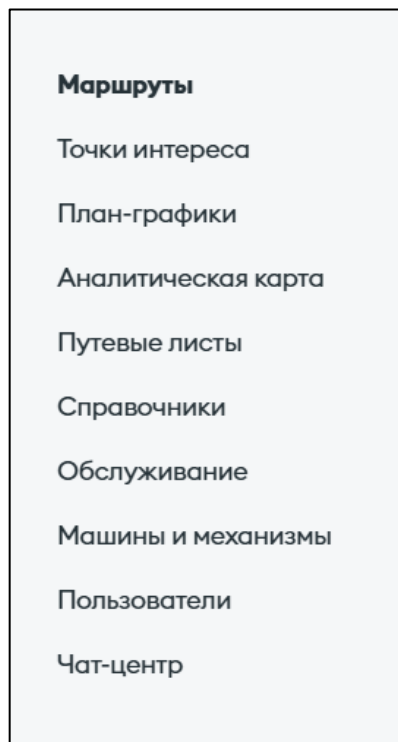 Маршруты
Точки интереса
План-графики
Аналитическая карта
Путевые листы
Справочники
Обслуживание
Машины и механизмы
Пользователи
Чат-центр